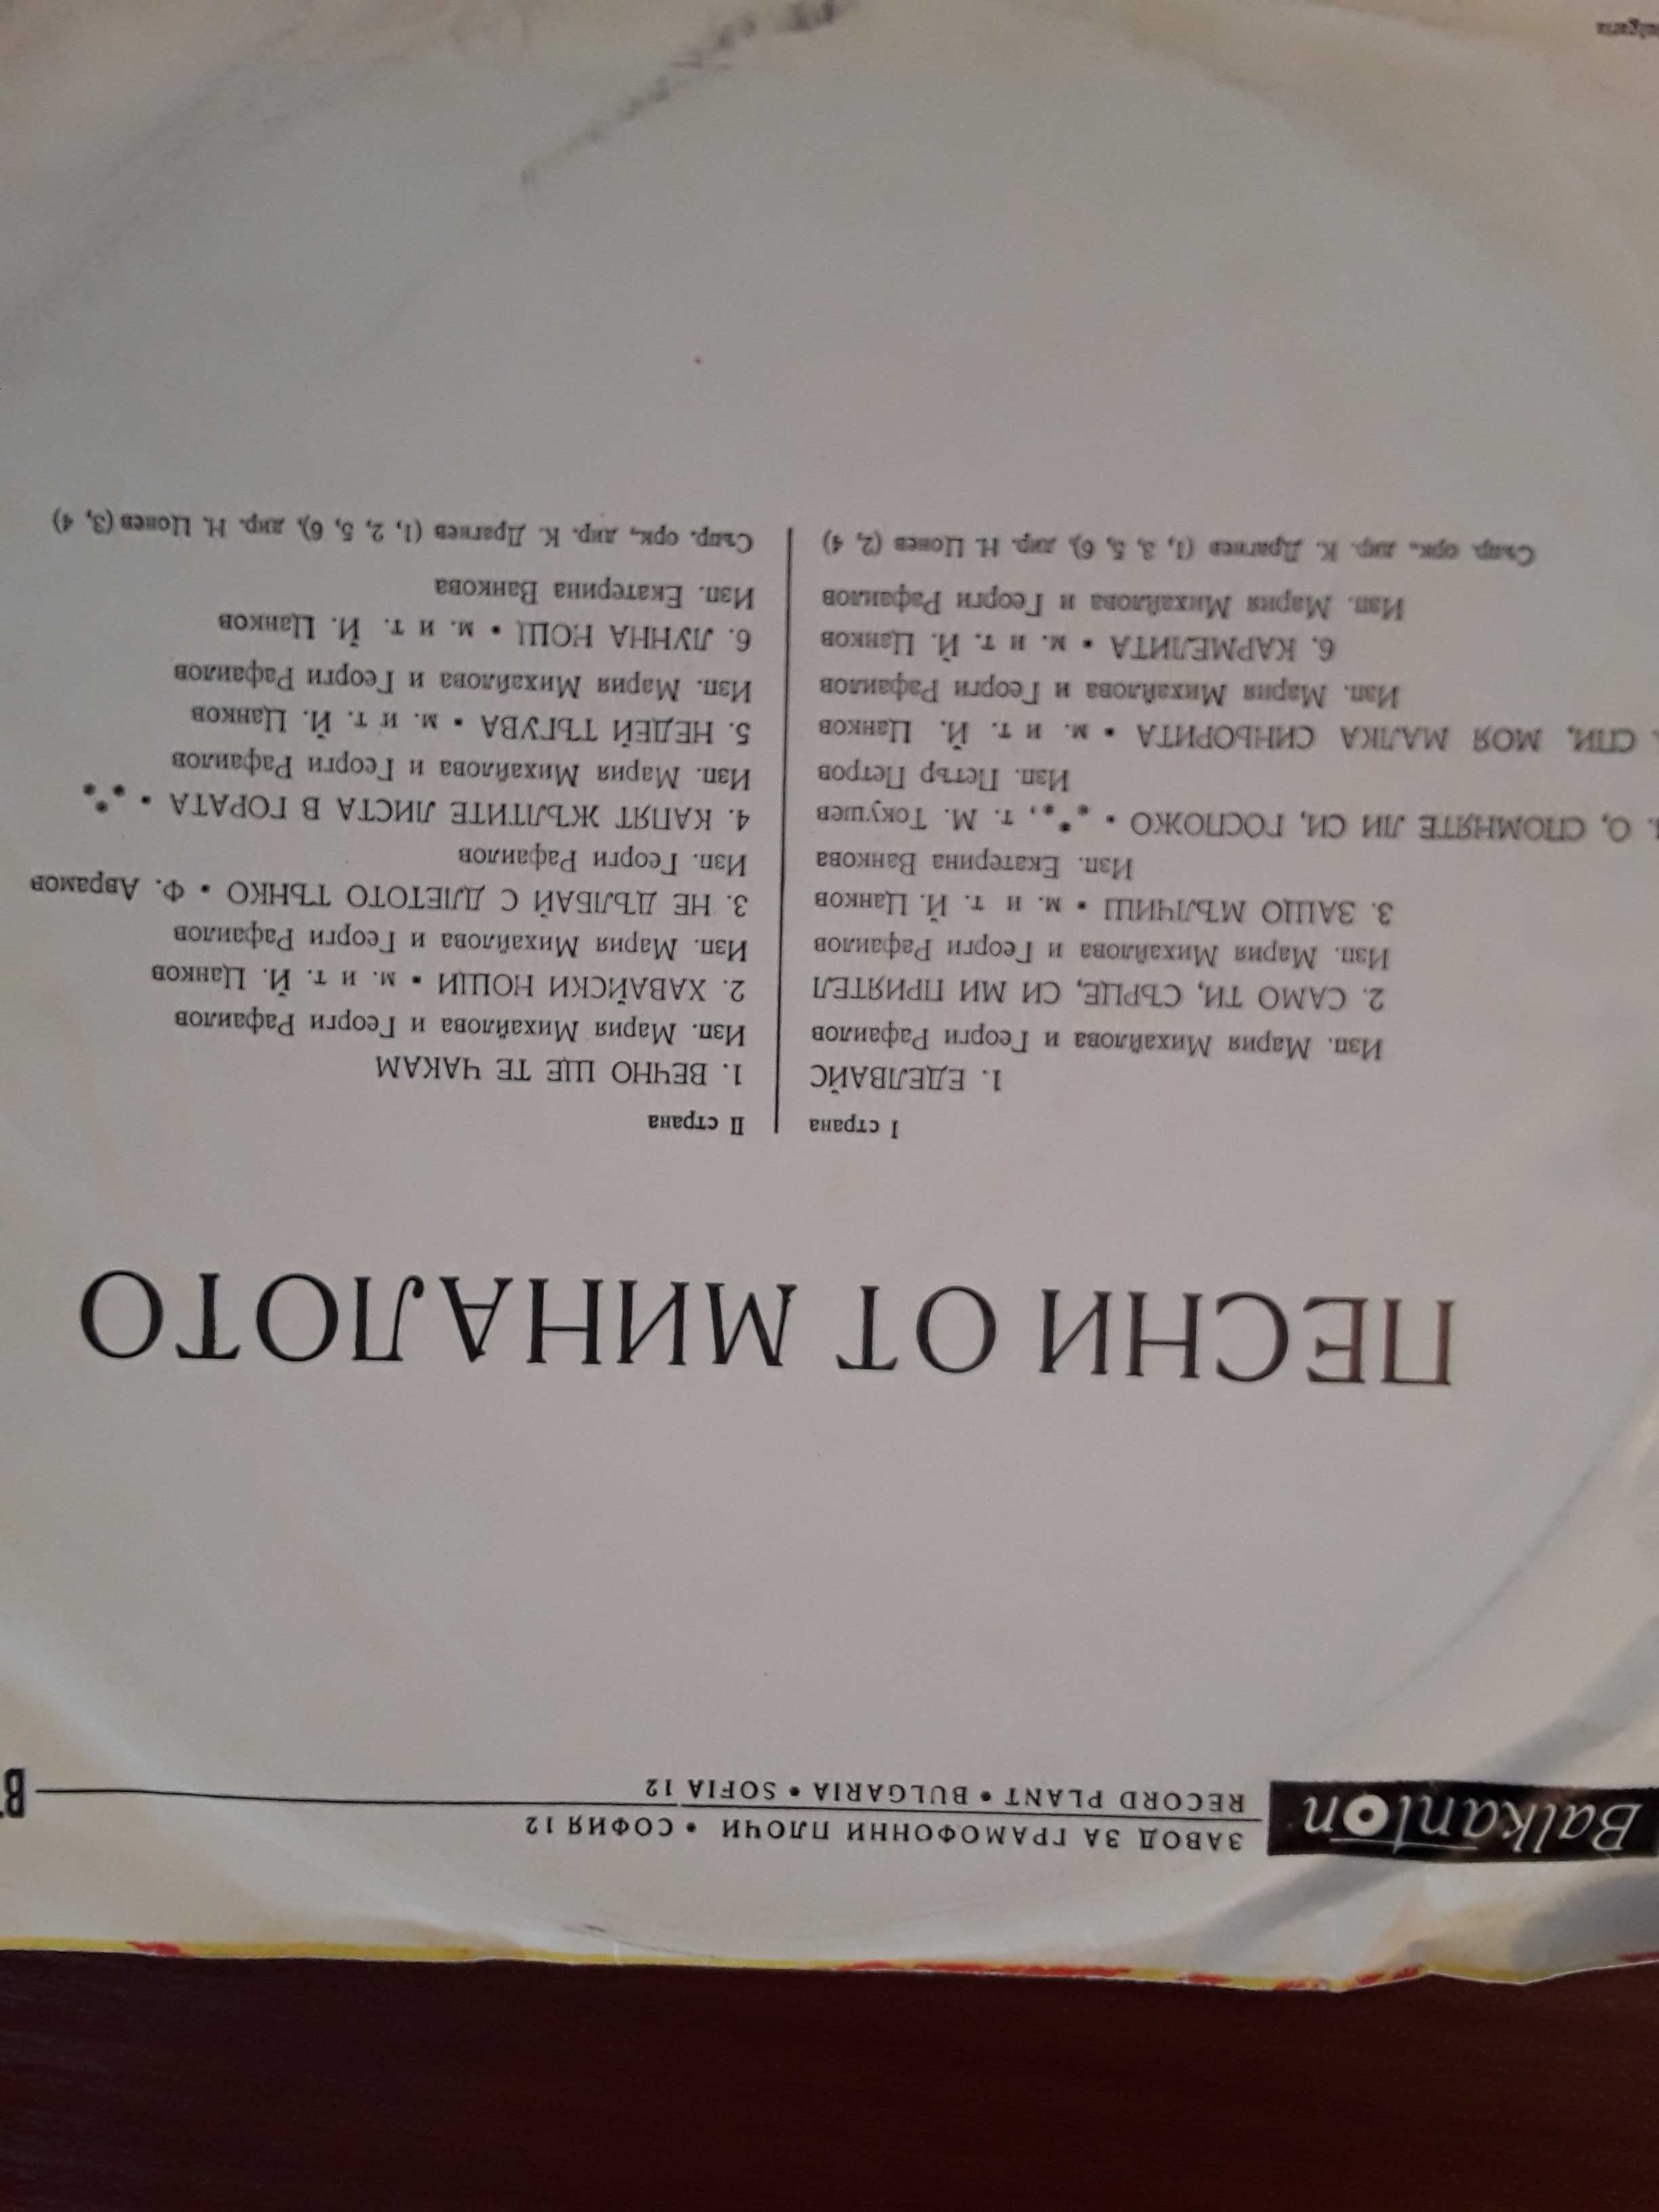 Balkanton
ЗАВОД ЗА ГРАМОФОННИ ПЛОЧИ • СОФИЯ 12
RECORD PLANT • BULGARIA • SOFIA 12
ПЕСНИ ОТ МИНАЛОТО
I страна
1. ЕДЕЛВАЙС
Изп. Мария Михайлова и Георги Рафаилов
2. САМО ТИ, СЪРЦЕ, СИ МИ ПРИЯТЕЛ
Изп. Мария Михайлова и Георги Рафаилов
3. ЗАЩО МЪЛЧИШ • м. и т. Й. Цанков
Изп. Екатерина Ванкова
О, СПОМНЯТЕ ЛИ СИ, ГОСПОЖО • ***, т. М. Токушев
Изп. Петър Петров
СПИ, МОЯ МАЛКА СИНЬОРИТА • м. и т. Й. Цанков
Изп. Мария Михайлова и Георги Рафаилов
6. КАРМЕЛИТА • м. и т. Й. Цанков
Изп. Мария Михайлова и Георги Рафаилов
Съпр. орк., дир. К. Драгнев (1, 3, 5, 6), дир. Н. Цонев (2, 4)
II страна
1. ВЕЧНО ЩЕ ТЕ ЧАКАМ
Изп. Мария Михайлова и Георги Рафаилов
2. ХАВАЙСКИ НОЩИ • м. и т. Й. Цанков
Изп. Мария Михайлова и Георги Рафаилов
3. НЕ ДЪЛБАЙ С ДЛЕТОТО ТЪНКО • Ф. Аврамов
Изп. Георги Рафаилов
4. КАПЯТ ЖЪЛТИТЕ ЛИСТА В ГОРАТА • ***
Изп. Мария Михайлова и Георги Рафаилов
5. НЕДЕЙ ТЪГУВА • м. и т. Й. Цанков
Изп. Мария Михайлова и Георги Рафаилов
6. ЛУННА НОЩ • м. и т. Й. Цанков
Изп. Екатерина Ванкова
Съпр. орк., дир. К. Драгнев (1, 2, 5, 6), дир. Н. Цонев (3, 4)